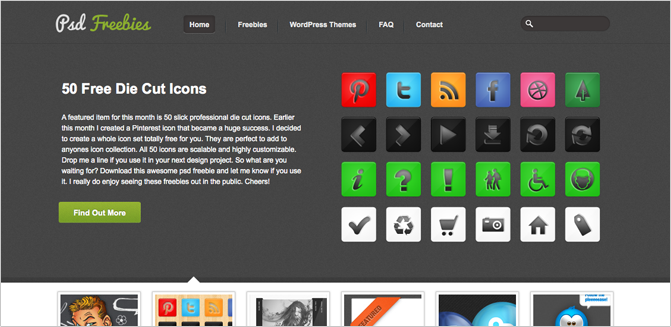 Psd Freebies
Home
Freebies
WordPress Themes
FAQ
Contact
50 Free Die Cut Icons
A featured item for this month is 50 slick professional die cut icons. Earlier
this month I created a Pinterest icon that became a huge success. I decided
to create a whole icon set totally free for you. They are perfect to add to
anyones icon collection. All 50 icons are scalable and highly customizable.
Drop me a line if you use it in your next design project. So what are you
waiting for? Download this awesome psd freebie and let me know if you use
it. I really do enjoy seeing these freebies out in the public. Cheers!
Find Out More
FEATURED